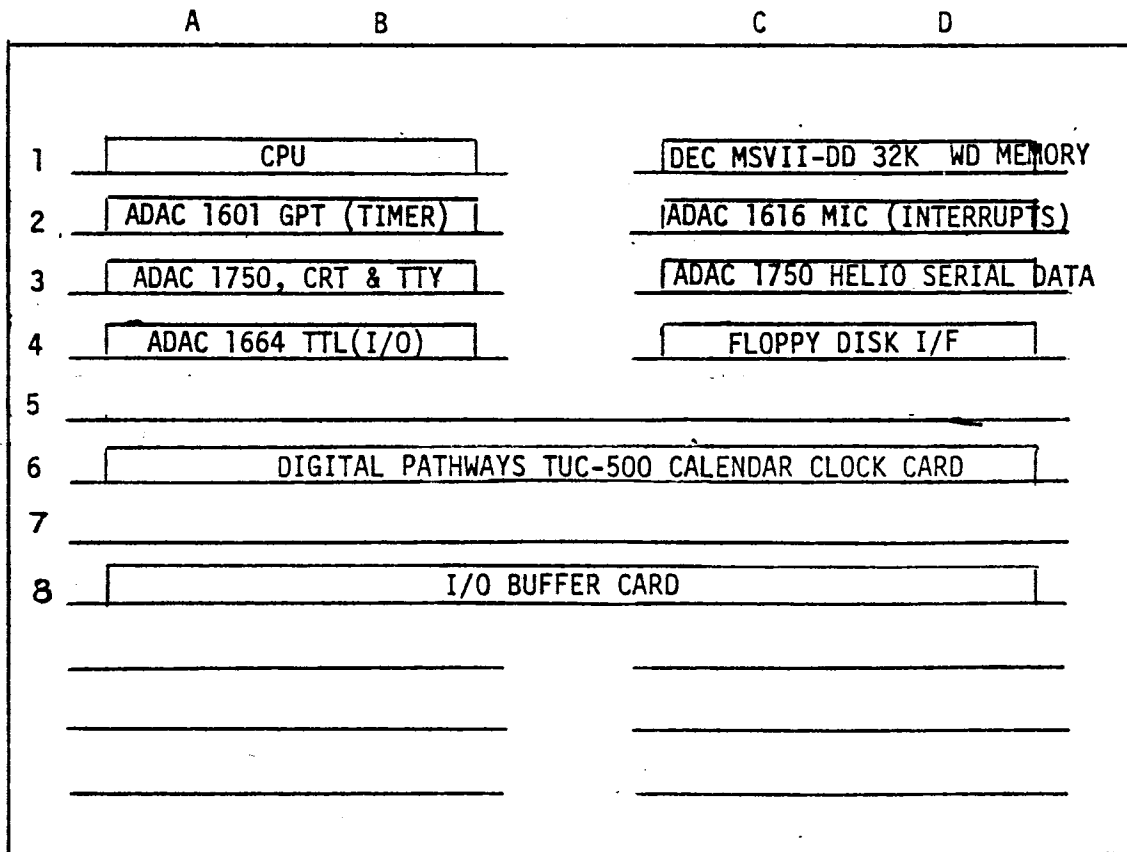 A B C D
1 CPU DEC MSVII-DD 32K WD MEMORY
2 ADAC 1601 GPT (TIMER) ADAC 1616 MIC (INTERRUPTS)
3 ADAC 1750, CRT & TTY ADAC 1750 HELIO SERIAL DATA
4 ADAC 1664 TTL(I/O) FLOPPY DISK I/F
5
6 DIGITAL PATHWAYS TUC-500 CALENDAR CLOCK CARD
7
8 I/O BUFFER CARD